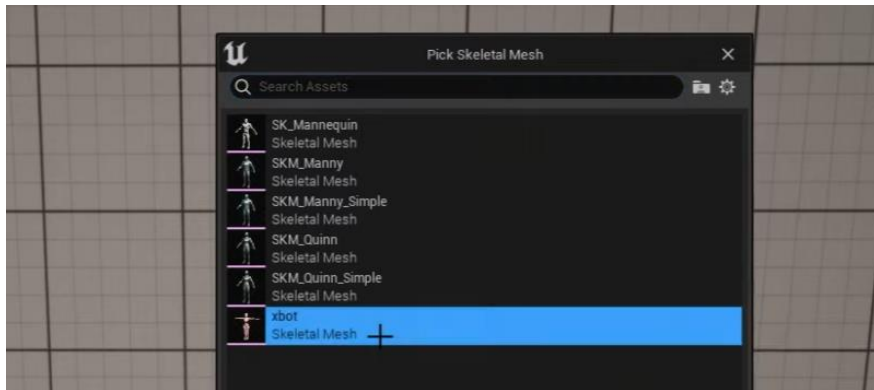 Pick Skeletal Mesh
Search Assets
SK_Mannequin
Skeletal Mesh
SKM_Manny
Skeletal Mesh
SKM_Manny_Simple
Skeletal Mesh
SKM_Quinn
Skeletal Mesh
SKM_Quinn_Simple
Skeletal Mesh
xbot
Skeletal Mesh